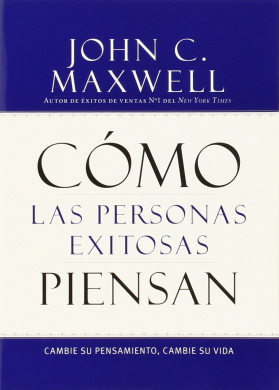 JOHN C.
MAXWELL
AUTOR DE ÉXITOS DE VENTAS Nº1 DEL NEW YORK TIMES
CÓMO
LAS PERSONAS
EXITOSAS
PIENSAN
CAMBIE SU PENSAMIENTO, CAMBIE SU VIDA